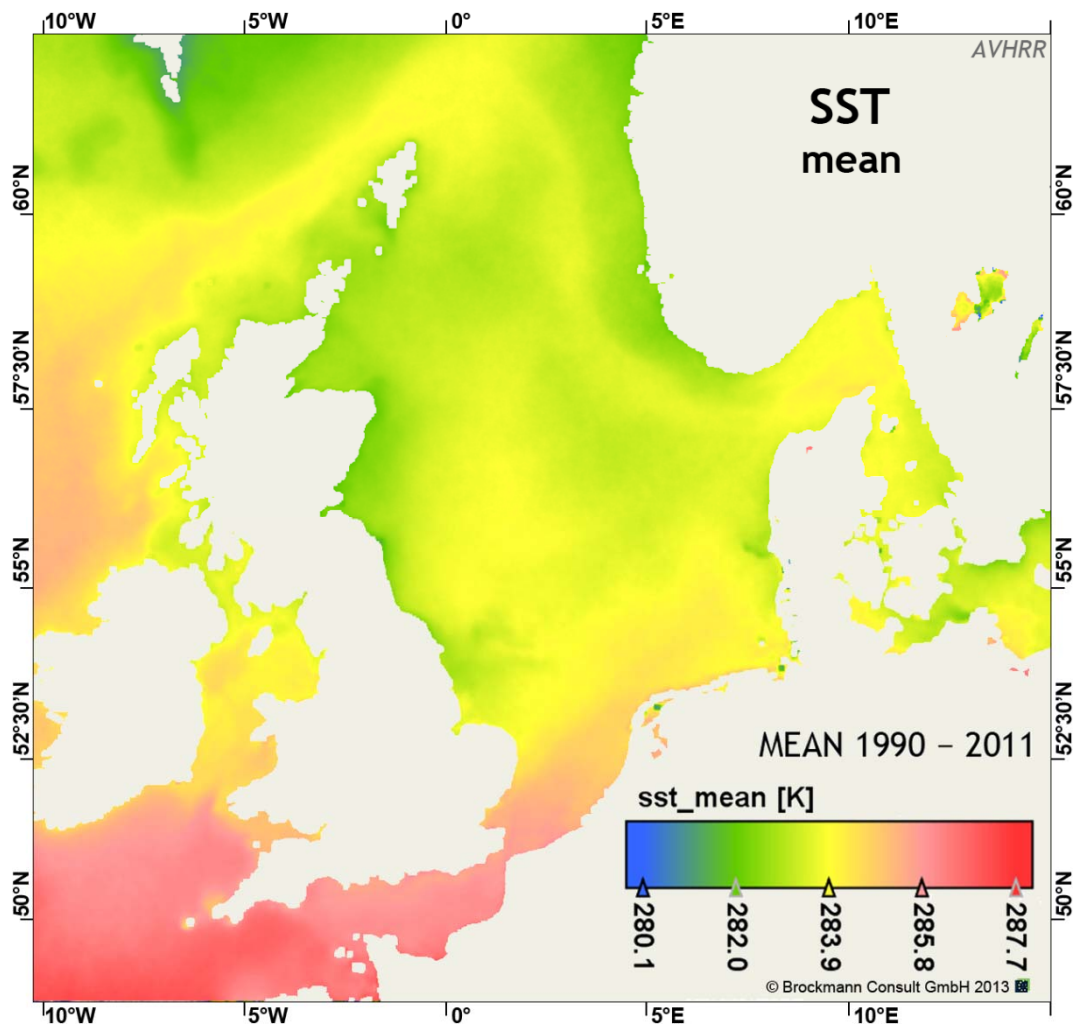 10°W 5°W 0° 5°E 10°E
AVHRR
SST
mean
60°N 60°N
57°30'N 57°30'N
55°N 55°N
52°30'N 52°30'N
MEAN 1990 – 2011
sst_mean [K]
50°N 50°N
280.1 282.0 283.9 285.8 287.7
© Brockmann Consult GmbH 2013
10°W 5°W 0° 5°E 10°E